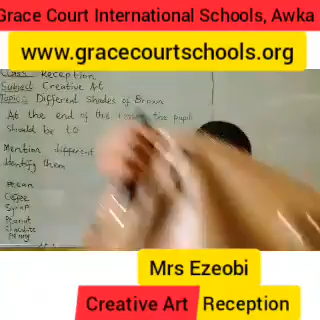 Grace Court International Schools, Awka
www.gracecourtschools.org
Class: Reception
Subject: Creative Art
Topic: Different Shades of Brown
At the end of the lesson the pupil
should be to
Mention different
Identify them
Pecan
Coffee
Syrup
Peanut
Chocolate
Mrs Ezeobi
Creative Art Reception